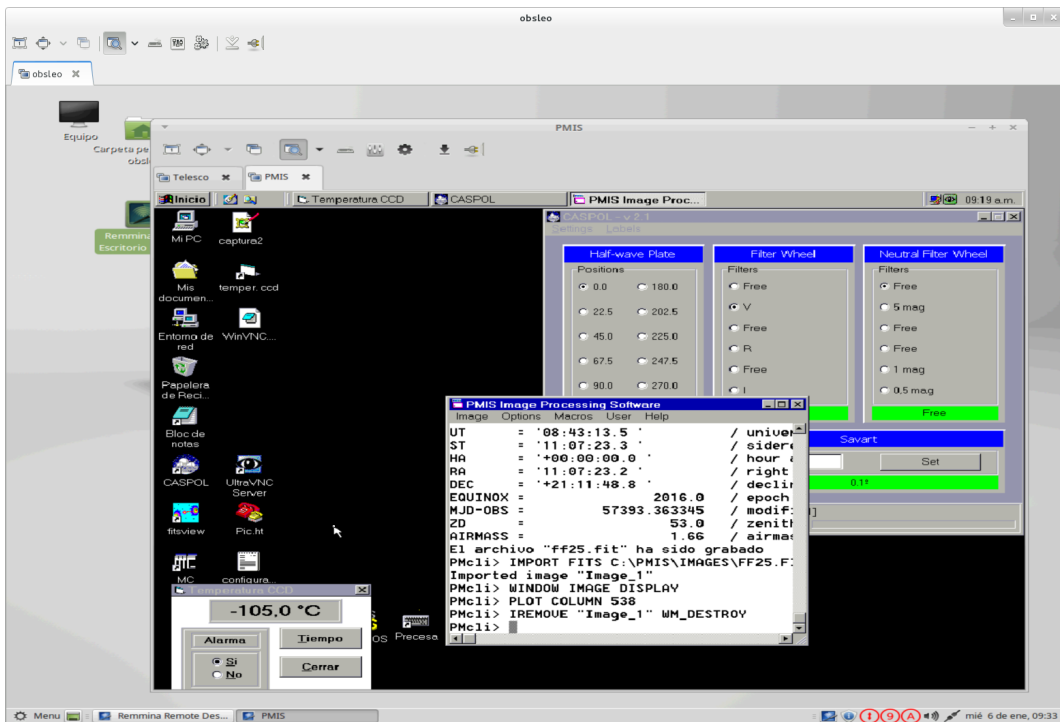 obsleo
obsleo
Equipo
Carpeta pe
obsl
Remmina
Escritorio
PMIS
Telesco
PMIS
Inicio
Temperatura CCD
CASPOL
PMIS Image Proc...
09:19 a.m.
Mi PC
captura2
Mis
documen...
temper. ccd
Entorno de
red
WinVNC...
Papelera
de Reci...
Bloc de
notas
CASPOL
UltraVNC
Server
fitsview
Pic.ht
MC
configura...
OS
Precesa
CASPOL - v 2.1
Settings Labels
Half-wave Plate
Positions
0.0 180.0
22.5 202.5
45.0 225.0
67.5 247.5
90.0 270.0
Filter Wheel
Filters
Free
V
Free
R
Free
I
Neutral Filter Wheel
Filters
Free
5 mag
Free
Free
1 mag
0,5 mag
Free
Savart
Set
0.1º
PMIS Image Processing Software
Image Options Macros User Help
UT = '08:43:13.5 ' / univer
ST = '11:07:23.3 ' / sidere
HA = '+00:00:00.0 ' / hour a
RA = '11:07:23.2 ' / right
DEC = '+21:11:48.8 ' / declin
EQUINOX = 2016.0 / epoch
MJD-OBS = 57393.363345 / modifi
ZD = 53.0 / zenith
AIRMASS = 1.66 / airmas
El archivo "ff25.fit" ha sido grabado
PMcli> IMPORT FITS C:\PMIS\IMAGES\FF25.FI
Imported image "Image_1"
PMcli> WINDOW IMAGE DISPLAY
PMcli> PLOT COLUMN 538
PMcli> IREMOVE "Image_1" WM_DESTROY
PMcli>
Temperatura CCD
-105,0 °C
Alarma
Si
No
Tiempo
Cerrar
Menu
Remmina Remote Des...
PMIS
mié 6 de ene, 09:33